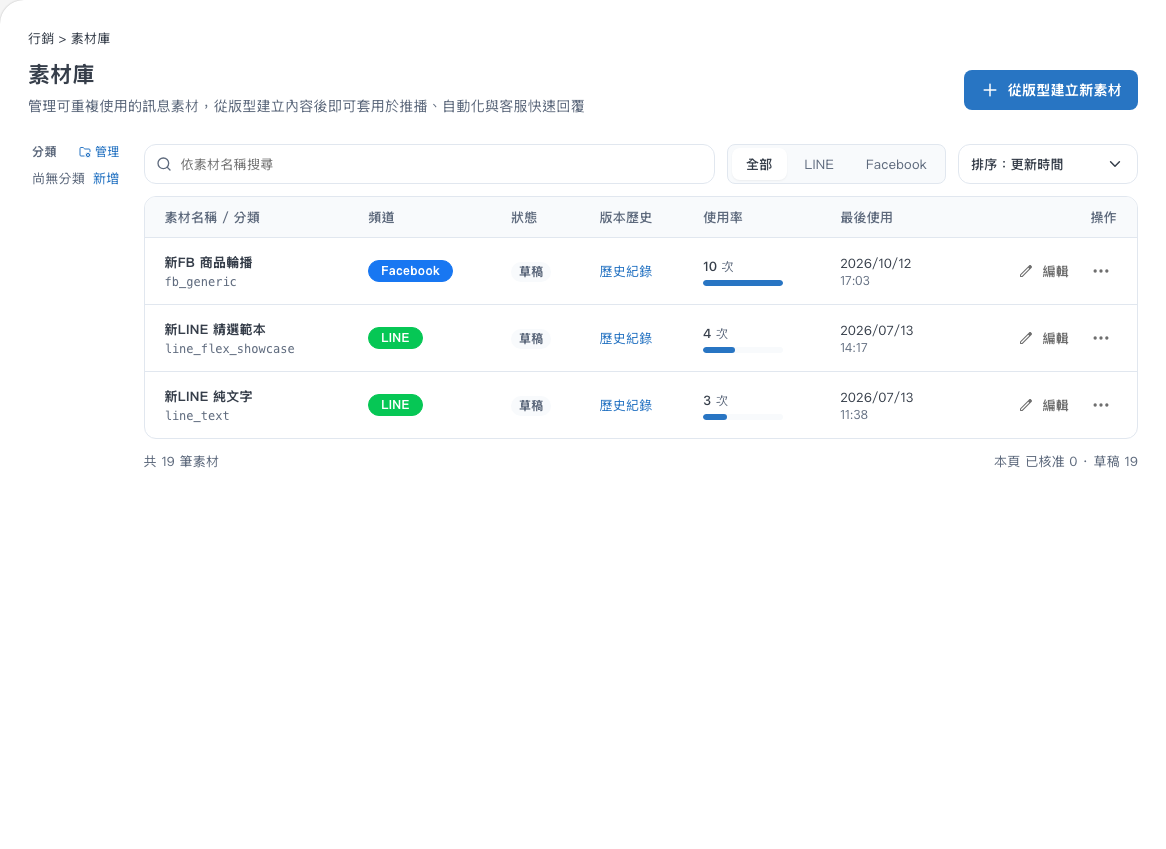 行銷 > 素材庫
素材庫
管理可重複使用的訊息素材，從版型建立內容後即可套用於推播、自動化與客服快速回覆
從版型建立新素材
分類 管理
尚無分類 新增
依素材名稱搜尋
全部 LINE Facebook
排序：更新時間
素材名稱 / 分類 頻道 狀態 版本歷史 使用率 最後使用 操作
新FB 商品輪播
fb_generic
Facebook 草稿 歷史紀錄 10 次 2026/10/12
17:03
編輯
新LINE 精選範本
line_flex_showcase
LINE 草稿 歷史紀錄 4 次 2026/07/13
14:17
編輯
新LINE 純文字
line_text
LINE 草稿 歷史紀錄 3 次 2026/07/13
11:38
編輯
共 19 筆素材
本頁 已核准 0 · 草稿 19